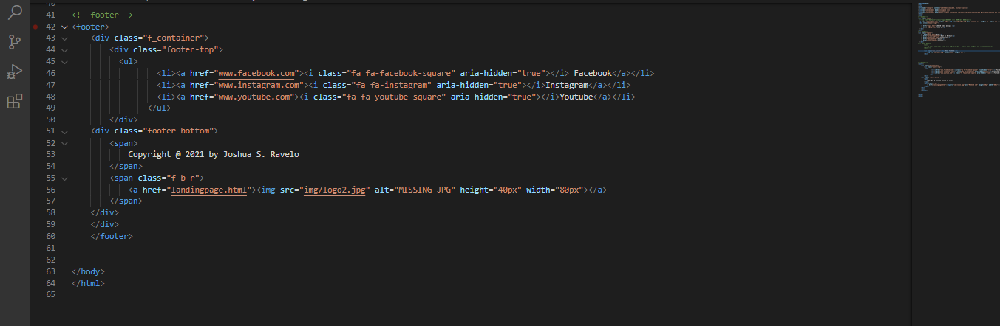 41 <!--footer-->
42 <footer>
43 <div class="f_container">
44 <div class="footer-top">
45 <ul>
46 <li><a href="www.facebook.com"><i class="fa fa-facebook-square" aria-hidden="true"></i> Facebook</a></li>
47 <li><a href="www.instagram.com"><i class="fa fa-instagram" aria-hidden="true"></i>Instagram</a></li>
48 <li><a href="www.youtube.com"><i class="fa fa-youtube-square" aria-hidden="true"></i>Youtube</a></li>
49 </ul>
50 </div>
51 <div class="footer-bottom">
52 <span>
53 Copyright @ 2021 by Joshua S. Ravelo
54 </span>
55 <span class="f-b-r">
56 <a href="landingpage.html"><img src="img/logo2.jpg" alt="MISSING JPG" height="40px" width="80px"></a>
57 </span>
58 </div>
59 </div>
60 </footer>
61
62
63 </body>
64 </html>
65